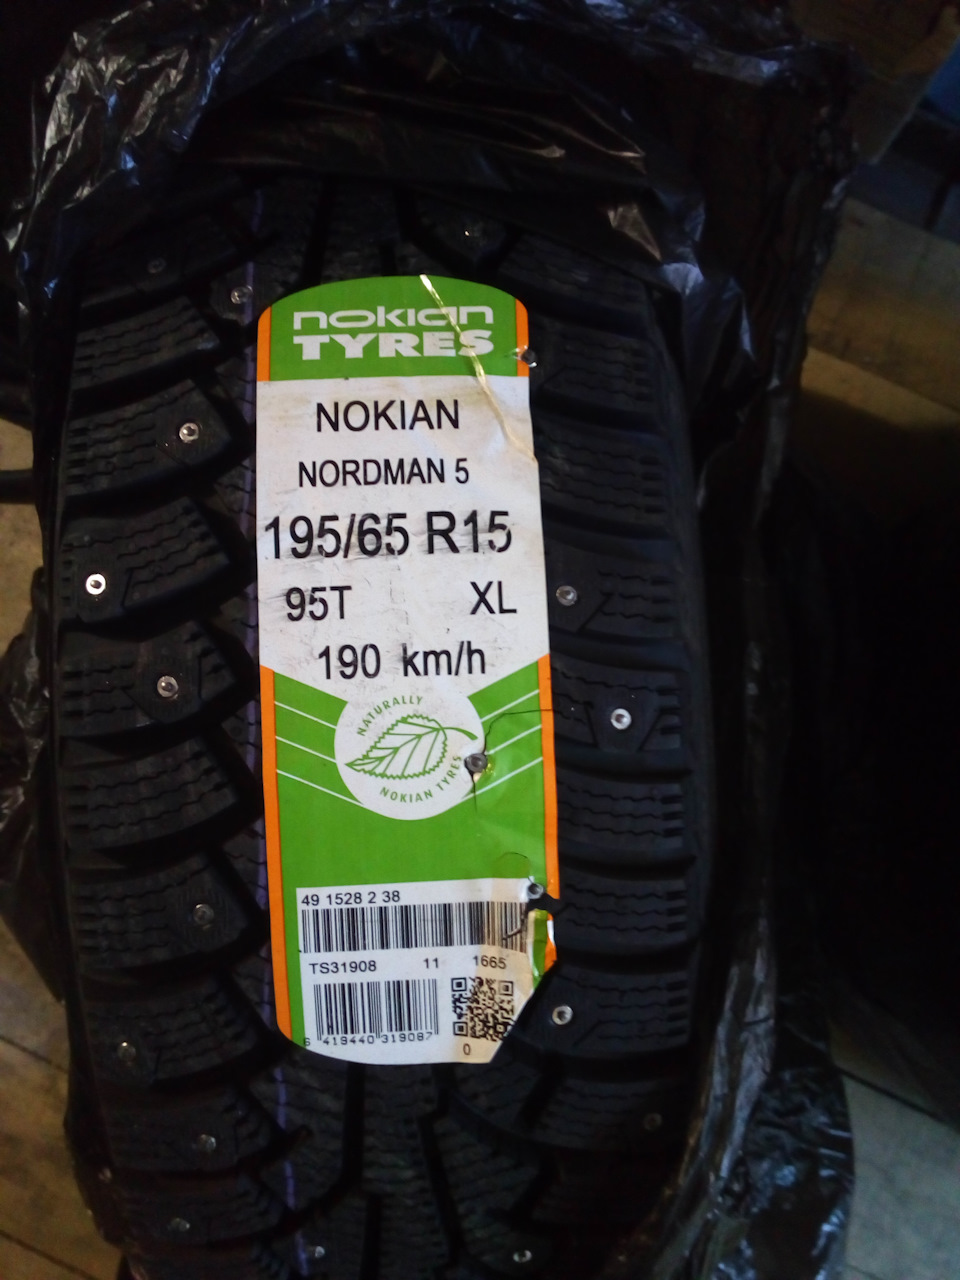 nokian
TYRES
NOKIAN
NORDMAN 5
195/65 R15
95T XL
190 km/h
NATURALLY
NOKIAN TYRES
49 1528 2 38
TS31908 11 1665
6 419440 319087
0